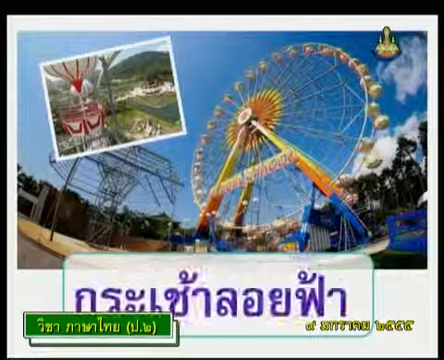 กระเช้าลอยฟ้า
วิชา ภาษาไทย (ป.๒)
๙ มกราคม ๒๕๕๕